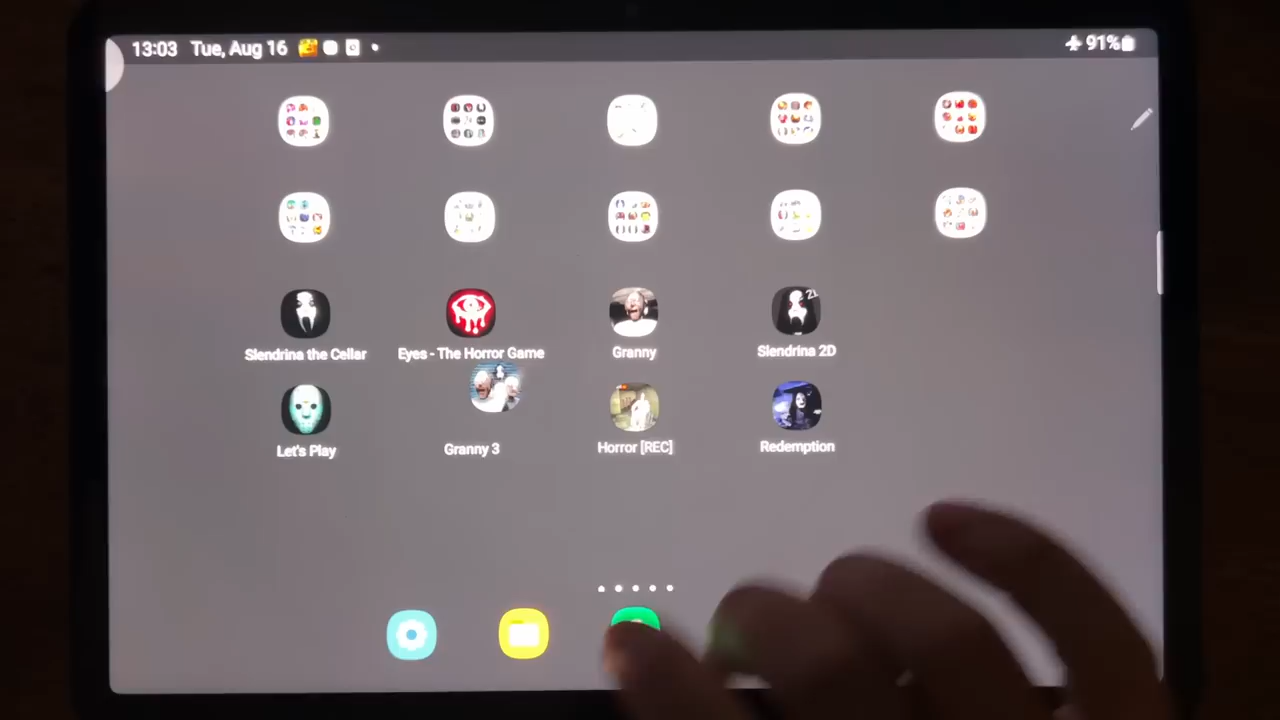 13:03 Tue, Aug 16 91%
Slendrina the Cellar Eyes - The Horror Game Granny Slendrina 2D
Let's Play Granny 3 Horror [REC] Redemption